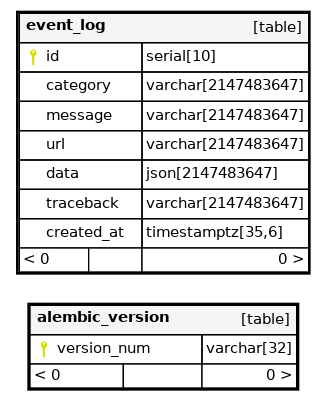 event_log [table]
id serial[10]
category varchar[2147483647]
message varchar[2147483647]
url varchar[2147483647]
data json[2147483647]
traceback varchar[2147483647]
created_at timestamptz[35,6]
< 0 0 >
alembic_version [table]
version_num varchar[32]
< 0 0 >